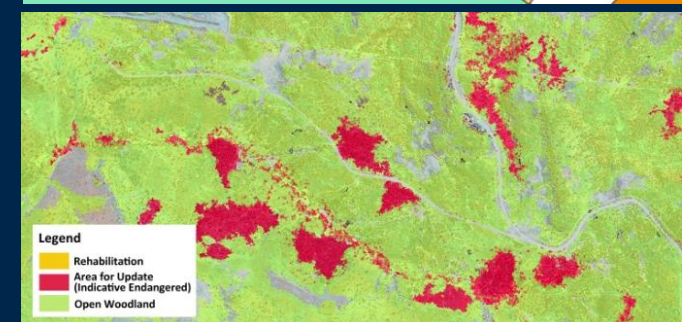 Legend
Rehabilitation
Area for Update
(Indicative Endangered)
Open Woodland